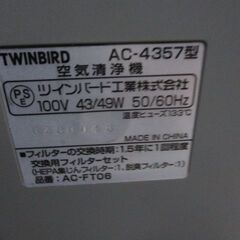 TWINBIRD AC-4357型
空気清浄機
PSE ツインバード工業株式会社
100V 43/49W 50/60Hz
温度ヒューズ133℃
MADE IN CHINA
■フィルターの交換時期:1.5年に1回程度
交換用フィルターセット
(HEPA集じんフィルター1,脱臭フィルター1)
品名:AC-FT06